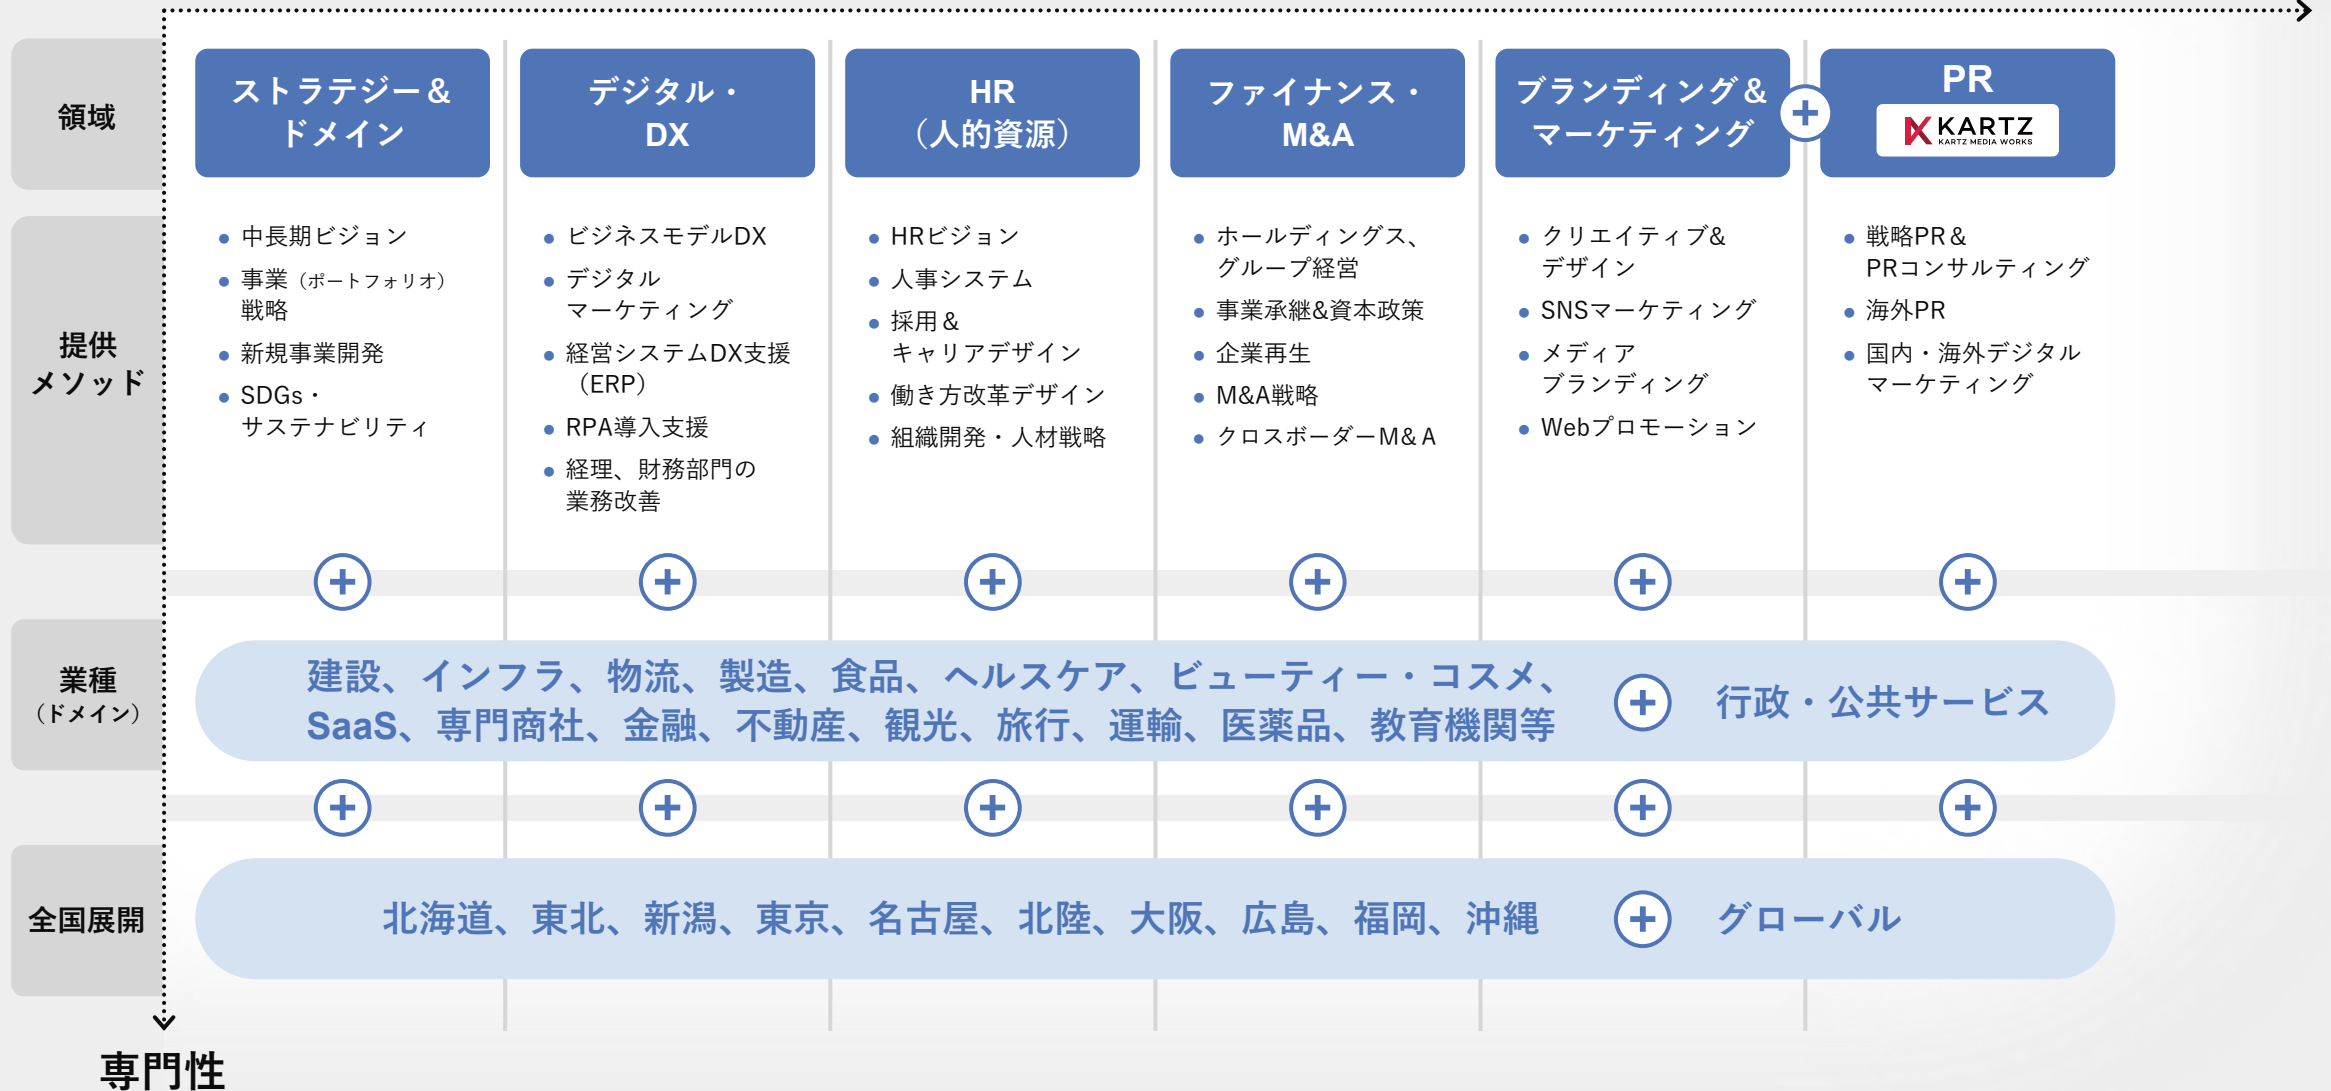 領域
ストラテジー＆
ドメイン
デジタル・
DX
HR
（人的資源）
ファイナンス・
M&A
ブランディング＆
マーケティング
PR
KARTZ
KARTZ MEDIA WORKS
提供
メソッド
中長期ビジョン
事業（ポートフォリオ）
戦略
新規事業開発
SDGs・
サステナビリティ
ビジネスモデルDX
デジタル
マーケティング
経営システムDX支援
（ERP）
RPA導入支援
経理、財務部門の
業務改善
HRビジョン
人事システム
採用＆
キャリアデザイン
働き方改革デザイン
組織開発・人材戦略
ホールディングス、
グループ経営
事業承継&資本政策
企業再生
M&A戦略
クロスボーダーM&A
クリエイティブ&
デザイン
SNSマーケティング
メディア
ブランディング
Webプロモーション
戦略PR＆
PRコンサルティング
海外PR
国内・海外デジタル
マーケティング
業種
（ドメイン）
建設、インフラ、物流、製造、食品、ヘルスケア、ビューティー・コスメ、
SaaS、専門商社、金融、不動産、観光、旅行、運輸、医薬品、教育機関等
行政・公共サービス
全国展開
北海道、東北、新潟、東京、名古屋、北陸、大阪、広島、福岡、沖縄
グローバル
専門性